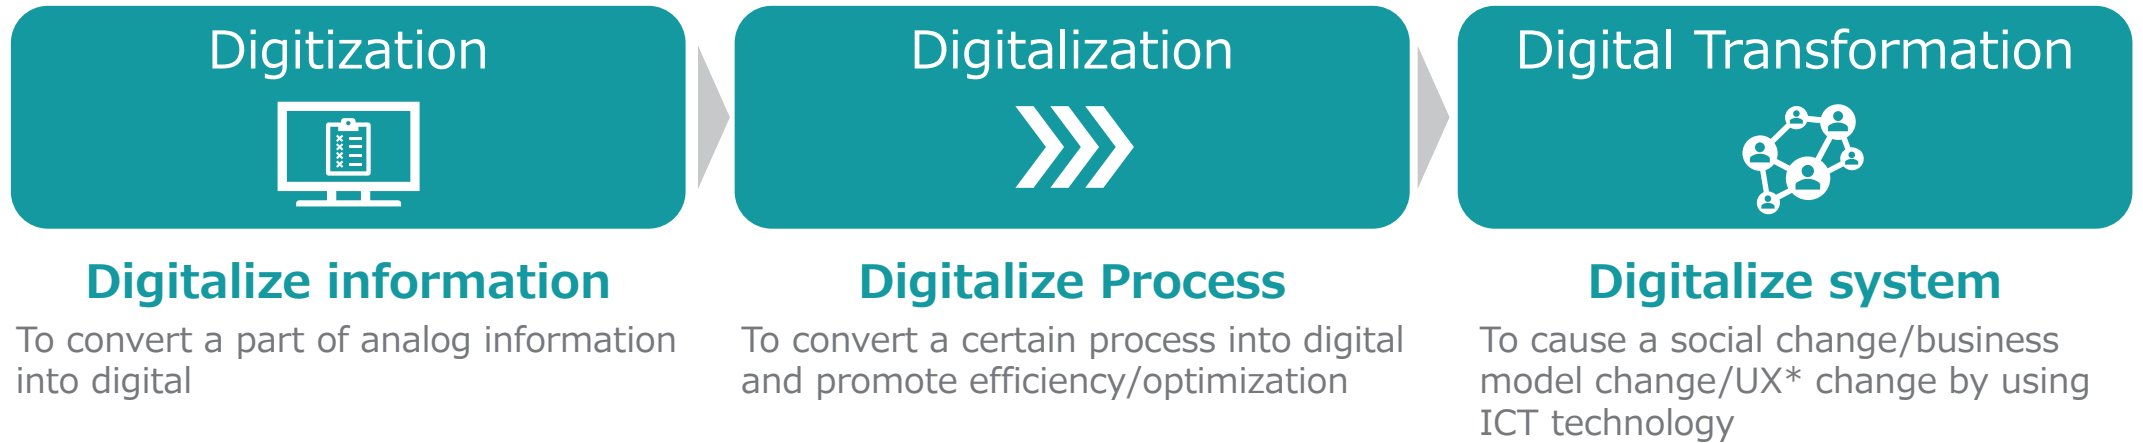 Digitization
Digitalize information
To convert a part of analog information
into digital
Digitalization
Digitalize Process
To convert a certain process into digital
and promote efficiency/optimization
Digital Transformation
Digitalize system
To cause a social change/business
model change/UX* change by using
ICT technology